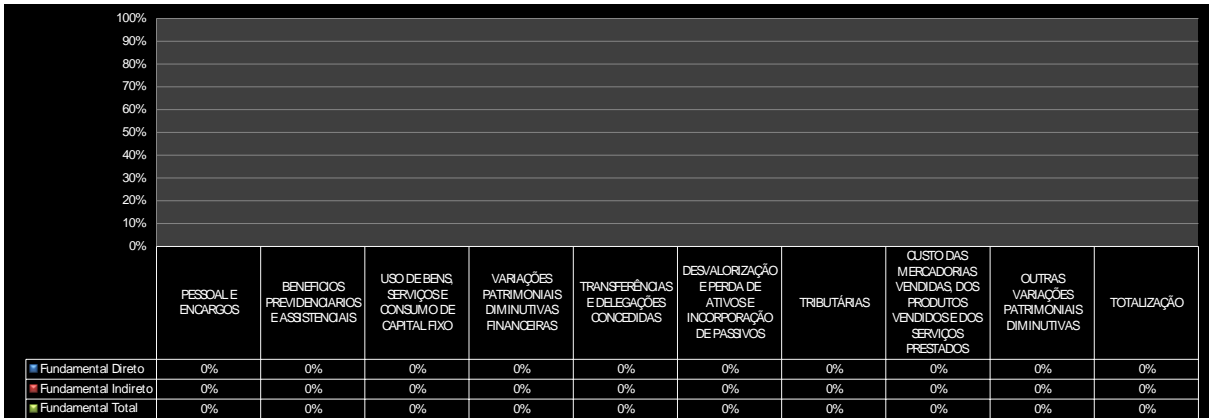 100%
90%
80%
70%
60%
50%
40%
30%
20%
10%
0%
PESSOAL E
ENCARGOS
BENEFICIOS
PREVIDENCIARIOS
E ASSISTENCIAIS
USO DE BENS,
SERVIÇOS E
CONSUMO DE
CAPITAL FIXO
VARIAÇÕES
PATRIMONIAIS
DIMINUTIVAS
FINANCEIRAS
TRANSFERÊNCIAS
E DELEGAÇÕES
CONCEDIDAS
DESVALORIZAÇÃO
E PERDA DE
ATIVOS E
INCORPORAÇÃO
DE PASSIVOS
TRIBUTÁRIAS
CUSTO DAS
MERCADORIAS
VENDIDAS, DOS
PRODUTOS
VENDIDOS E DOS
SERVIÇOS
PRESTADOS
OUTRAS
VARIAÇÕES
PATRIMONIAIS
DIMINUTIVAS
TOTALIZAÇÃO
Fundamental Direto 0% 0% 0% 0% 0% 0% 0% 0% 0% 0%
Fundamental Indireto 0% 0% 0% 0% 0% 0% 0% 0% 0% 0%
Fundamental Total 0% 0% 0% 0% 0% 0% 0% 0% 0% 0%